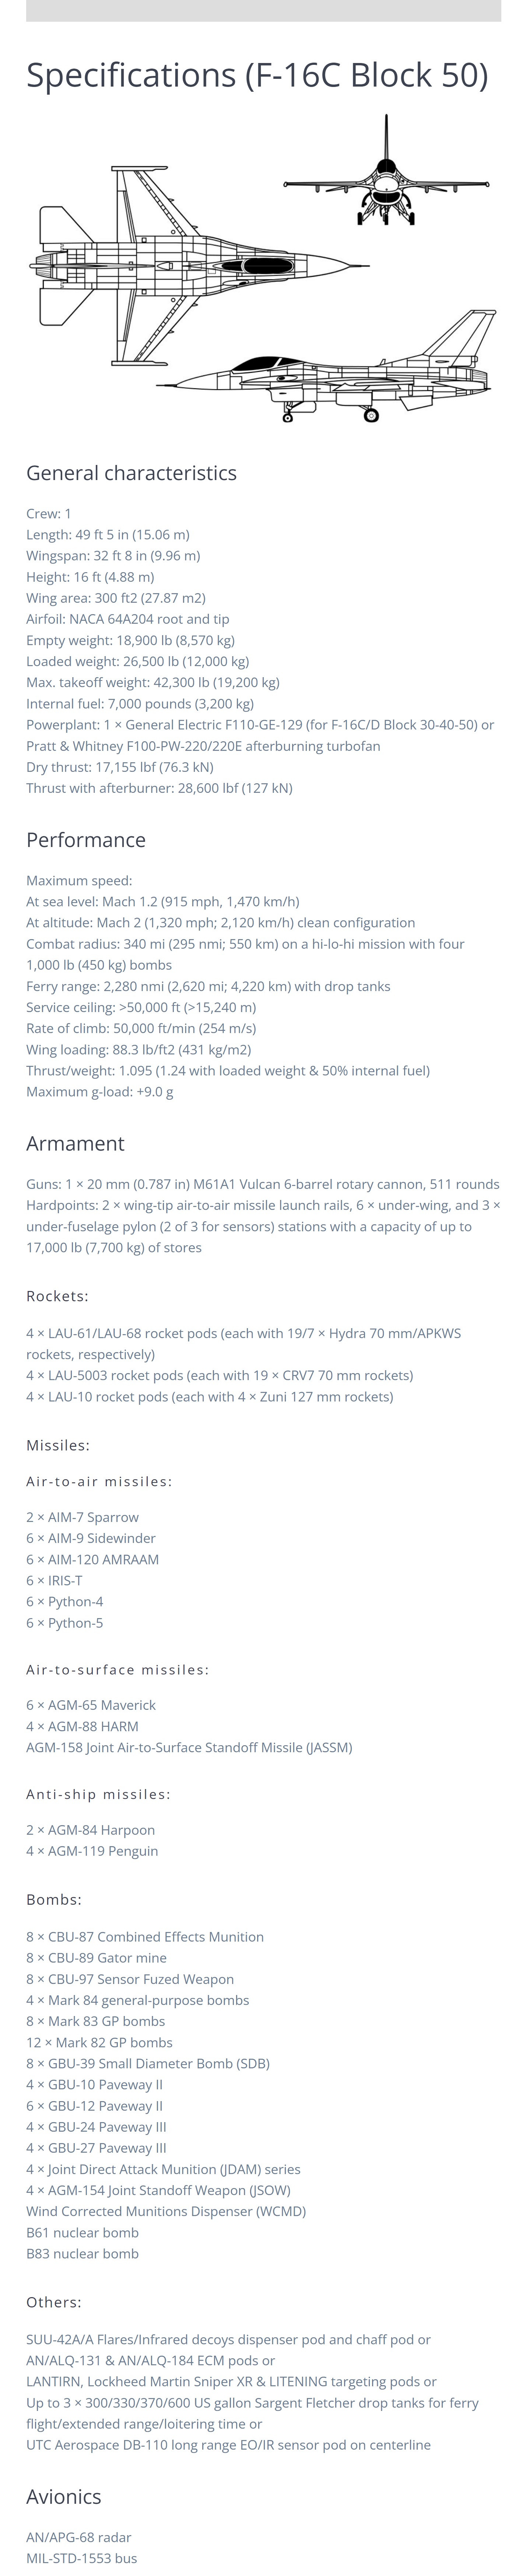 Specifications (F-16C Block 50)
General characteristics
Crew: 1
Length: 49 ft 5 in (15.06 m)
Wingspan: 32 ft 8 in (9.96 m)
Height: 16 ft (4.88 m)
Wing area: 300 ft2 (27.87 m2)
Airfoil: NACA 64A204 root and tip
Empty weight: 18,900 lb (8,570 kg)
Loaded weight: 26,500 lb (12,000 kg)
Max. takeoff weight: 42,300 lb (19,200 kg)
Internal fuel: 7,000 pounds (3,200 kg)
Powerplant: 1 × General Electric F110-GE-129 (for F-16C/D Block 30-40-50) or
Pratt & Whitney F100-PW-220/220E afterburning turbofan
Dry thrust: 17,155 lbf (76.3 kN)
Thrust with afterburner: 28,600 lbf (127 kN)
Performance
Maximum speed:
At sea level: Mach 1.2 (915 mph, 1,470 km/h)
At altitude: Mach 2 (1,320 mph; 2,120 km/h) clean configuration
Combat radius: 340 mi (295 nmi; 550 km) on a hi-lo-hi mission with four
1,000 lb (450 kg) bombs
Ferry range: 2,280 nmi (2,620 mi; 4,220 km) with drop tanks
Service ceiling: >50,000 ft (>15,240 m)
Rate of climb: 50,000 ft/min (254 m/s)
Wing loading: 88.3 lb/ft2 (431 kg/m2)
Thrust/weight: 1.095 (1.24 with loaded weight & 50% internal fuel)
Maximum g-load: +9.0 g
Armament
Guns: 1 × 20 mm (0.787 in) M61A1 Vulcan 6-barrel rotary cannon, 511 rounds
Hardpoints: 2 × wing-tip air-to-air missile launch rails, 6 × under-wing, and 3 ×
under-fuselage pylon (2 of 3 for sensors) stations with a capacity of up to
17,000 lb (7,700 kg) of stores
Rockets:
4 × LAU-61/LAU-68 rocket pods (each with 19/7 × Hydra 70 mm/APKWS
rockets, respectively)
4 × LAU-5003 rocket pods (each with 19 × CRV7 70 mm rockets)
4 × LAU-10 rocket pods (each with 4 × Zuni 127 mm rockets)
Missiles:
Air-to-air missiles:
2 × AIM-7 Sparrow
6 × AIM-9 Sidewinder
6 × AIM-120 AMRAAM
6 × IRIS-T
6 × Python-4
6 × Python-5
Air-to-surface missiles:
6 × AGM-65 Maverick
4 × AGM-88 HARM
AGM-158 Joint Air-to-Surface Standoff Missile (JASSM)
Anti-ship missiles:
2 × AGM-84 Harpoon
4 × AGM-119 Penguin
Bombs:
8 × CBU-87 Combined Effects Munition
8 × CBU-89 Gator mine
8 × CBU-97 Sensor Fuzed Weapon
4 × Mark 84 general-purpose bombs
8 × Mark 83 GP bombs
12 × Mark 82 GP bombs
8 × GBU-39 Small Diameter Bomb (SDB)
4 × GBU-10 Paveway II
6 × GBU-12 Paveway II
4 × GBU-24 Paveway III
4 × GBU-27 Paveway III
4 × Joint Direct Attack Munition (JDAM) series
4 × AGM-154 Joint Standoff Weapon (JSOW)
Wind Corrected Munitions Dispenser (WCMD)
B61 nuclear bomb
B83 nuclear bomb
Others:
SUU-42A/A Flares/Infrared decoys dispenser pod and chaff pod or
AN/ALQ-131 & AN/ALQ-184 ECM pods or
LANTIRN, Lockheed Martin Sniper XR & LITENING targeting pods or
Up to 3 × 300/330/370/600 US gallon Sargent Fletcher drop tanks for ferry
flight/extended range/loitering time or
UTC Aerospace DB-110 long range EO/IR sensor pod on centerline
Avionics
AN/APG-68 radar
MIL-STD-1553 bus